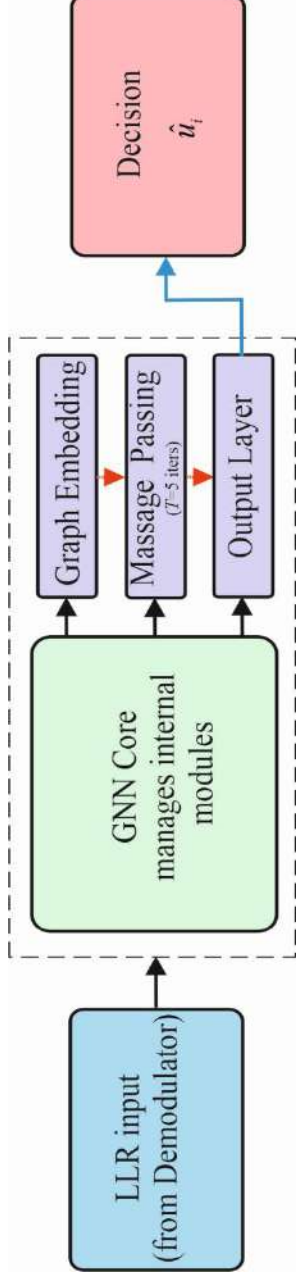 LLR input
(from Demodulator)
GNN Core
manages internal
modules
Graph Embedding
Massage Passing
(T=5 iters)
Output Layer
Decision
û_i